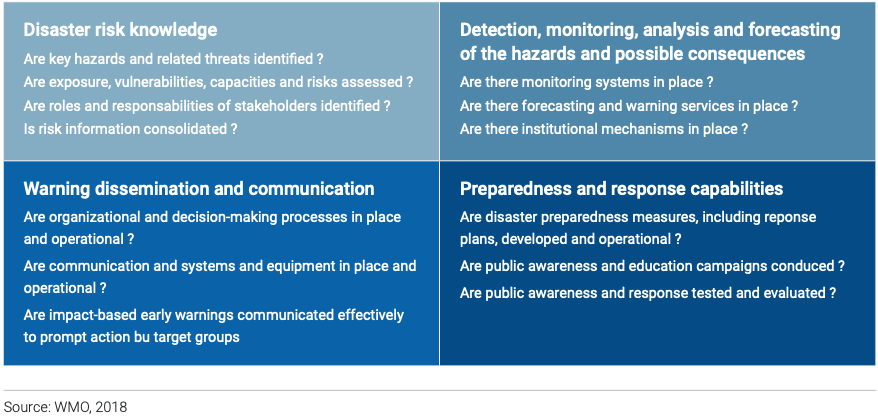 Disaster risk knowledge
Are key hazards and related threats identified ?
Are exposure, vulnerabilities, capacities and risks assessed ?
Are roles and responsabilities of stakeholders identified ?
Is risk information consolidated ?
Detection, monitoring, analysis and forecasting
of the hazards and possible consequences
Are there monitoring systems in place ?
Are there forecasting and warning services in place ?
Are there institutional mechanisms in place ?
Warning dissemination and communication
Are organizational and decision-making processes in place
and operational ?
Are communication and systems and equipment in place and
operational ?
Are impact-based early warnings communicated effectively
to prompt action bu target groups
Preparedness and response capabilities
Are disaster preparedness measures, including reponse
plans, developed and operational ?
Are public awareness and education campaigns conduced ?
Are public awareness and response tested and evaluated ?
Source: WMO, 2018